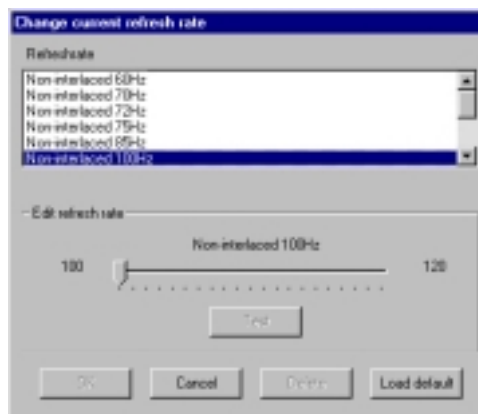 Change current refresh rate
Refreshrate
Non-interlaced 60Hz
Non-interlaced 70Hz
Non-interlaced 72Hz
Non-interlaced 75Hz
Non-interlaced 85Hz
Non-interlaced 100Hz
Edit refresh rate
Non-interlaced 100Hz
100 120
Test
OK Cancel Delete Load default